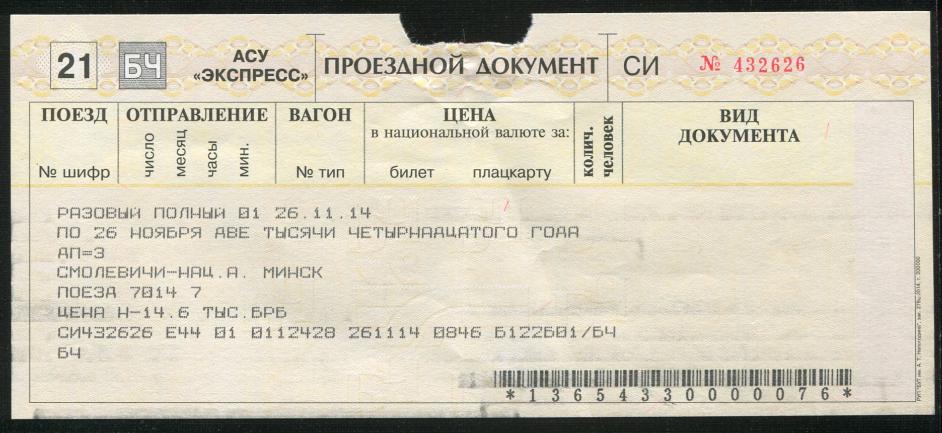 21 БЧ АСУ «ЭКСПРЕСС» ПРОЕЗДНОЙ ДОКУМЕНТ СИ № 432626
ПОЕЗД ОТПРАВЛЕНИЕ ВАГОН ЦЕНА ВИД
в национальной валюте за: ДОКУМЕНТА
число месяц часы мин. колич. человек
№ шифр № тип билет плацкарту
РАЗОВЫЙ ПОЛНЫЙ 01 26.11.14
ПО 26 НОЯБРЯ ДВЕ ТЫСЯЧИ ЧЕТЫРНАДЦАТОГО ГОДА
АП=3
СМОЛЕВИЧИ-НАЦ.А. МИНСК
ПОЕЗД 7014 7
ЦЕНА Н-14.6 ТЫС.БРБ
СИ432626 Е44 01 0112428 261114 0846 Б122Б01/БЧ
БЧ
*1365433000076*